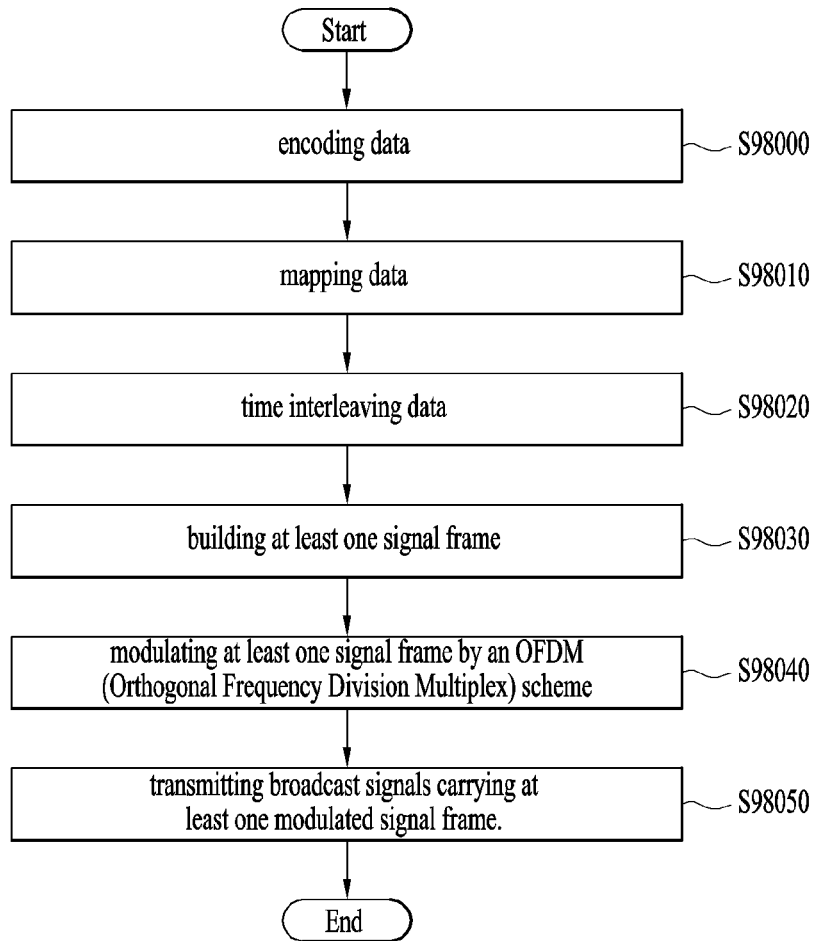 Start
encoding data
S98000
mapping data
S98010
time interleaving data
S98020
building at least one signal frame
S98030
modulating at least one signal frame by an OFDM
(Orthogonal Frequency Division Multiplex) scheme
S98040
transmitting broadcast signals carrying at
least one modulated signal frame.
S98050
End